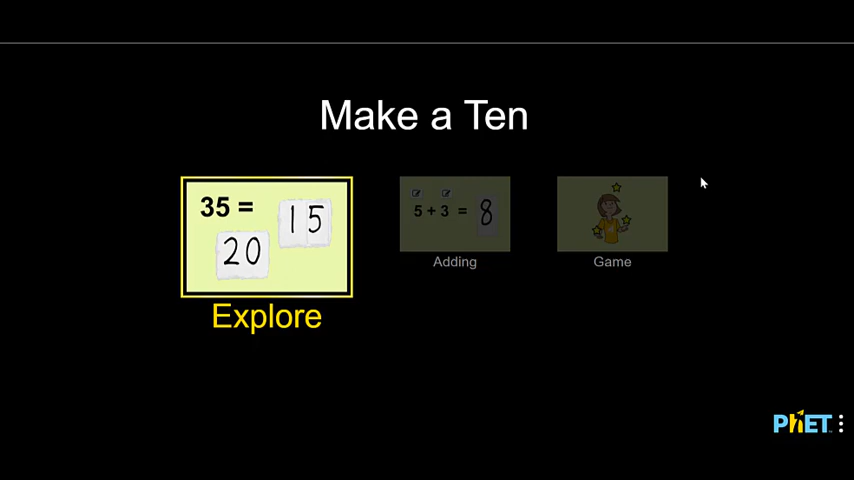 Make a Ten
35 =
15
20
Explore
5 + 3 = 8
Adding
Game
PhET